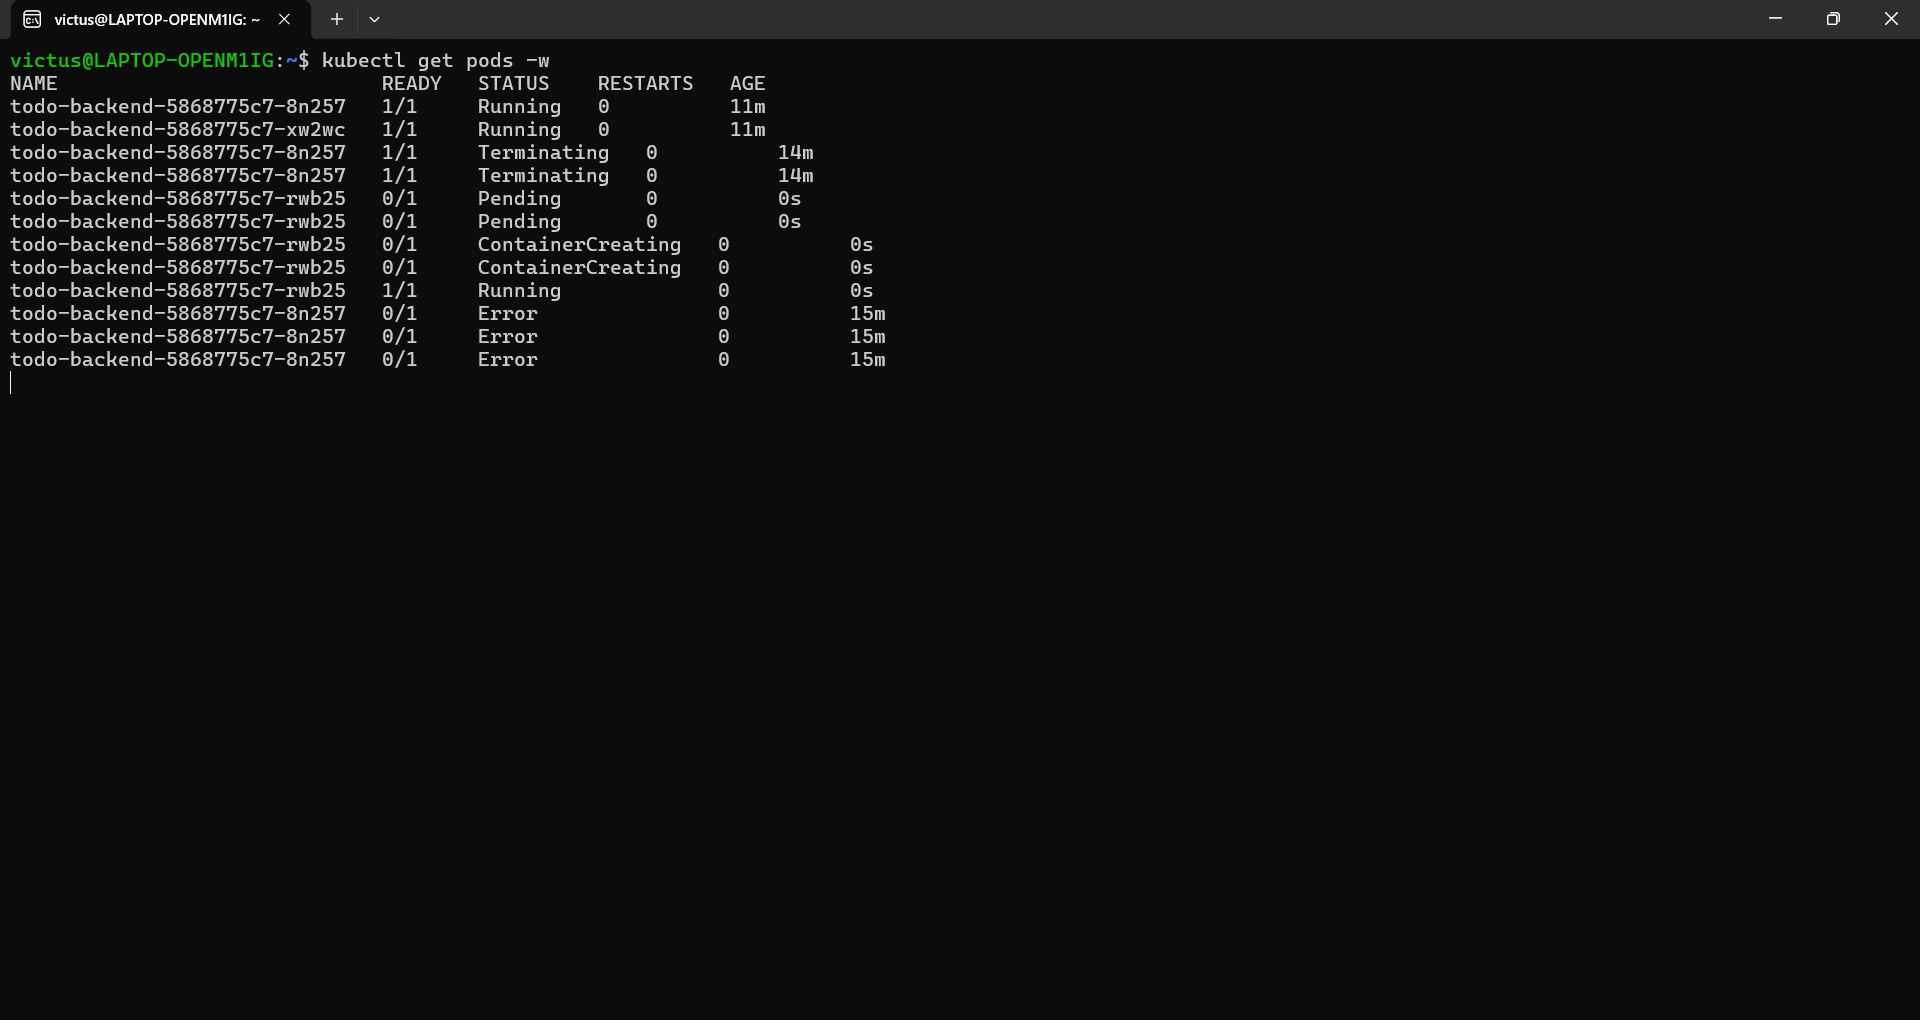 victus@LAPTOP-OPENM1IG: ~
victus@LAPTOP-OPENM1IG:~$ kubectl get pods -w
NAME                               READY   STATUS    RESTARTS   AGE
todo-backend-5868775c7-8n257   1/1     Running   0          11m
todo-backend-5868775c7-xw2wc   1/1     Running   0          11m
todo-backend-5868775c7-8n257   1/1     Terminating   0          14m
todo-backend-5868775c7-8n257   1/1     Terminating   0          14m
todo-backend-5868775c7-rwb25   0/1     Pending       0          0s
todo-backend-5868775c7-rwb25   0/1     Pending       0          0s
todo-backend-5868775c7-rwb25   0/1     ContainerCreating   0          0s
todo-backend-5868775c7-rwb25   0/1     ContainerCreating   0          0s
todo-backend-5868775c7-rwb25   1/1     Running             0          0s
todo-backend-5868775c7-8n257   0/1     Error               0          15m
todo-backend-5868775c7-8n257   0/1     Error               0          15m
todo-backend-5868775c7-8n257   0/1     Error               0          15m